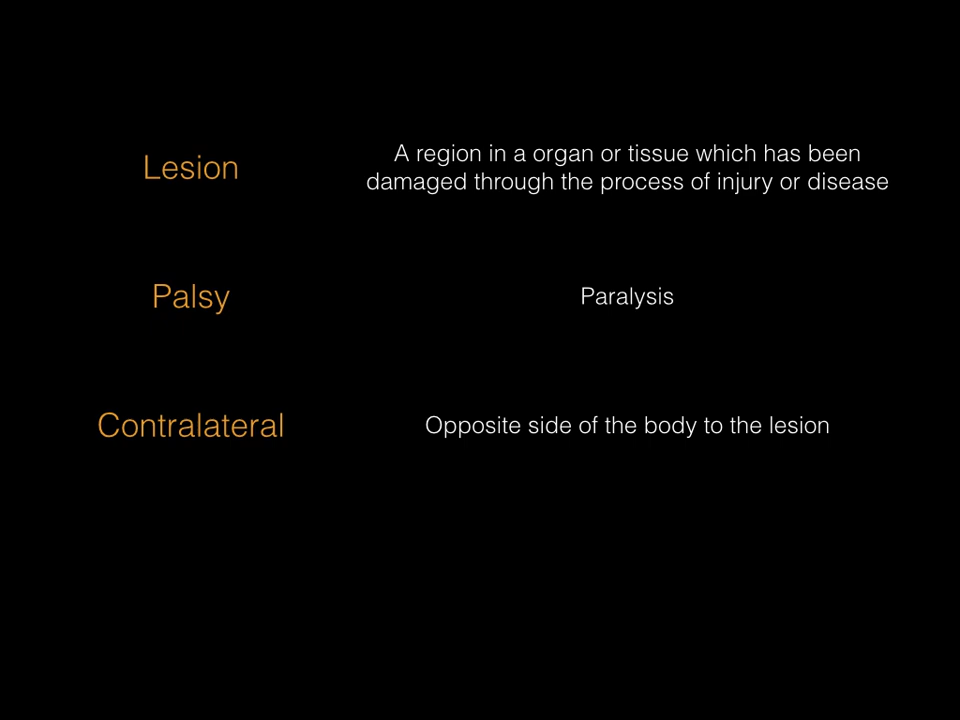 Lesion
A region in a organ or tissue which has been
damaged through the process of injury or disease
Palsy
Paralysis
Contralateral
Opposite side of the body to the lesion